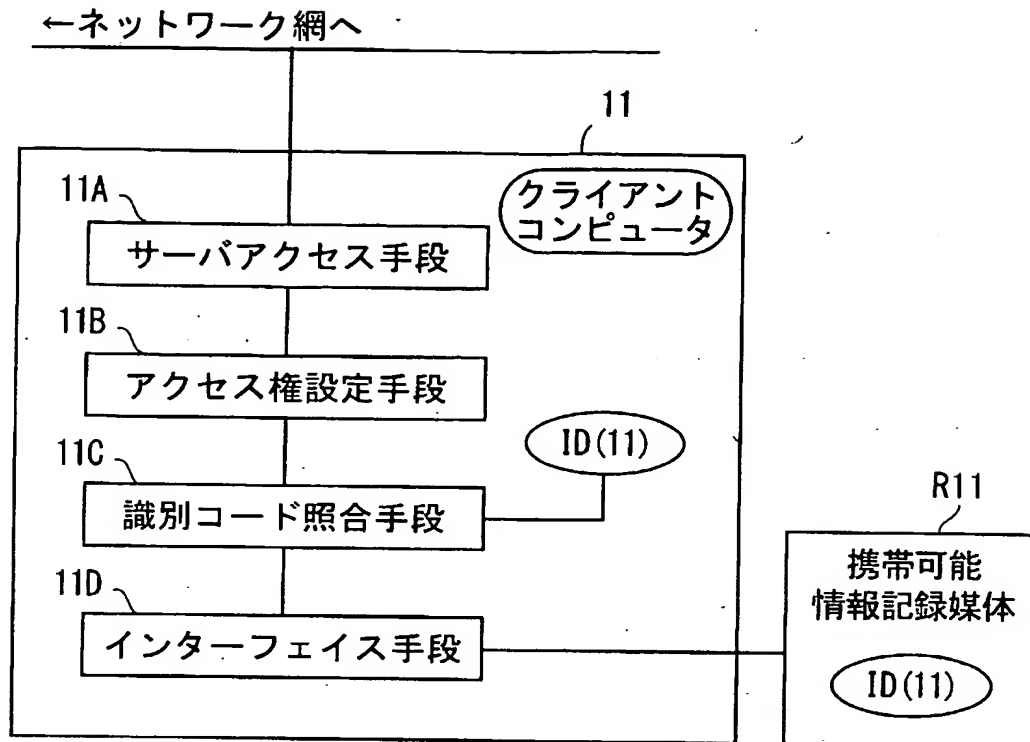 ←ネットワーク網へ
11
クライアント
コンピュータ
11A
サーバアクセス手段
11B
アクセス権設定手段
ID(11)
11C
識別コード照合手段
R11
携帯可能
情報記録媒体
11D
インターフェイス手段
ID(11)